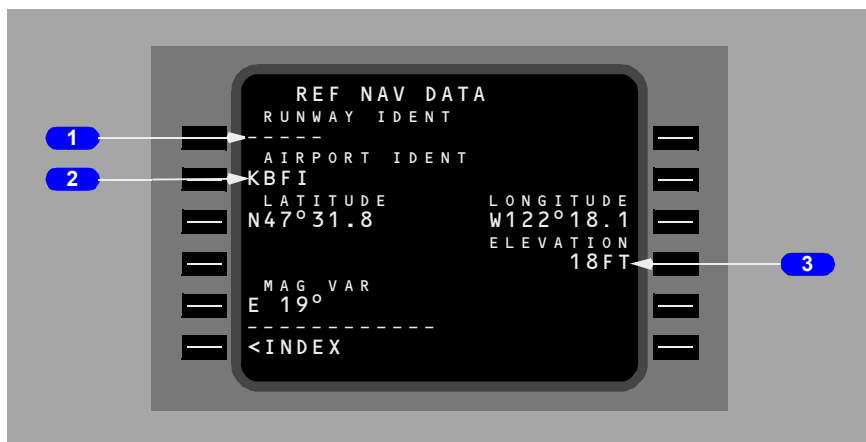 REF NAV DATA
RUNWAY IDENT
1 -----
AIRPORT IDENT
2 KBFI
LATITUDE LONGITUDE
N47°31.8 W122°18.1
ELEVATION
18FT 3
MAG VAR
E 19°
-------------
<INDEX